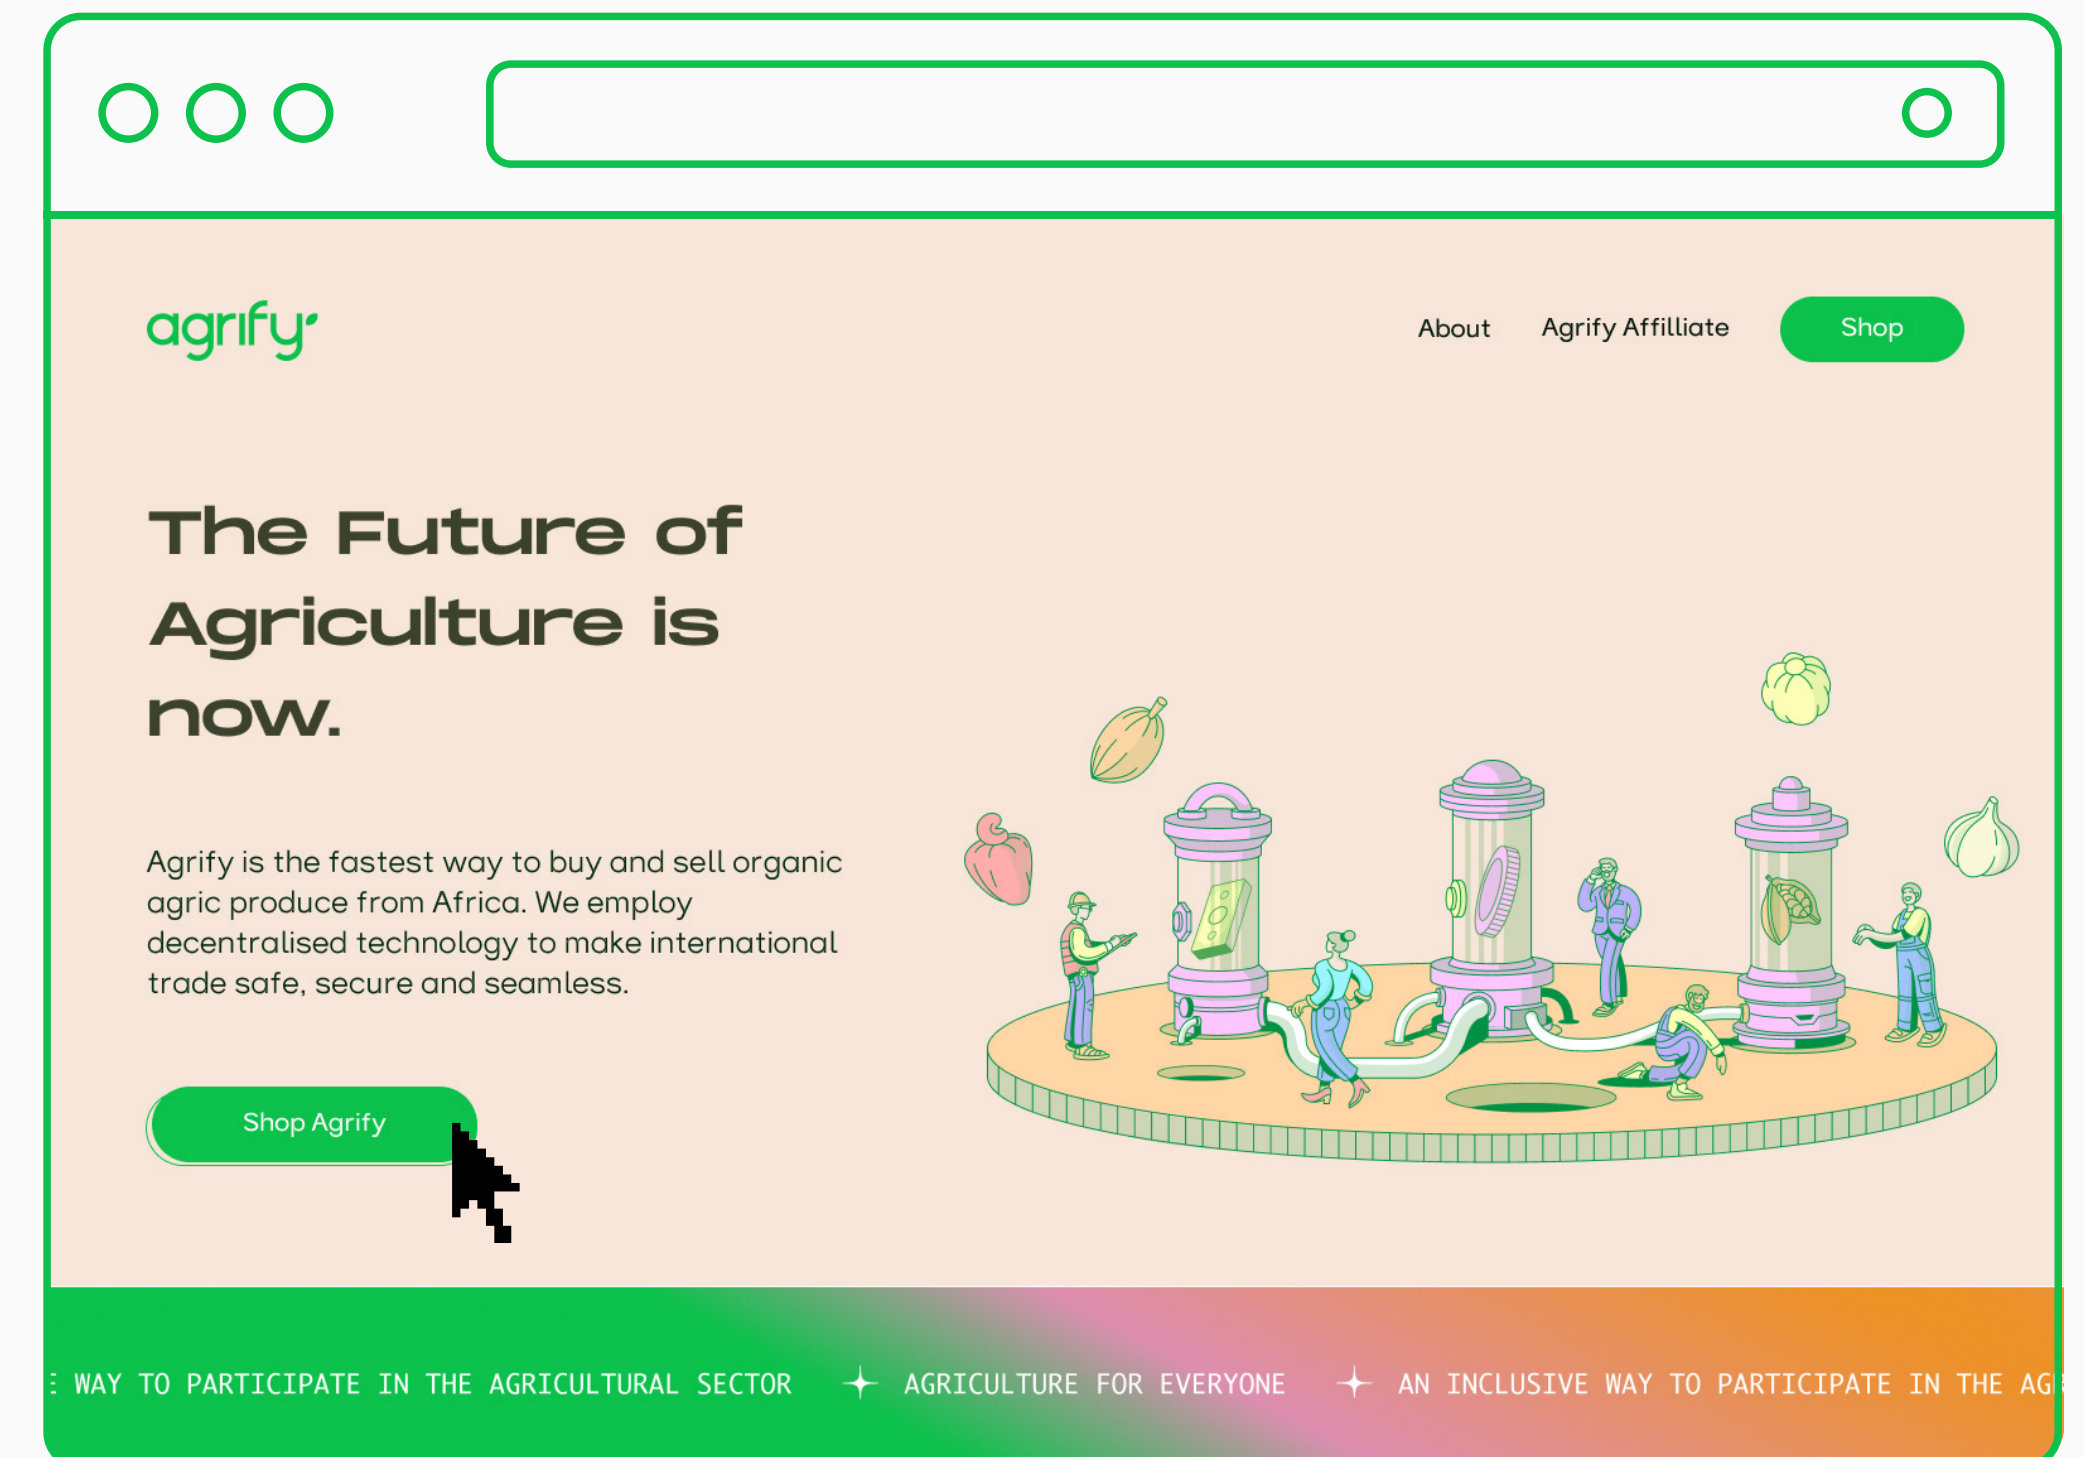 agrify
About Agrify Affilliate Shop
The Future of
Agriculture is
now.
Agrify is the fastest way to buy and sell organic
agric produce from Africa. We employ
decentralised technology to make international
trade safe, secure and seamless.
Shop Agrify
WAY TO PARTICIPATE IN THE AGRICULTURAL SECTOR AGRICULTURE FOR EVERYONE AN INCLUSIVE WAY TO PARTICIPATE IN THE